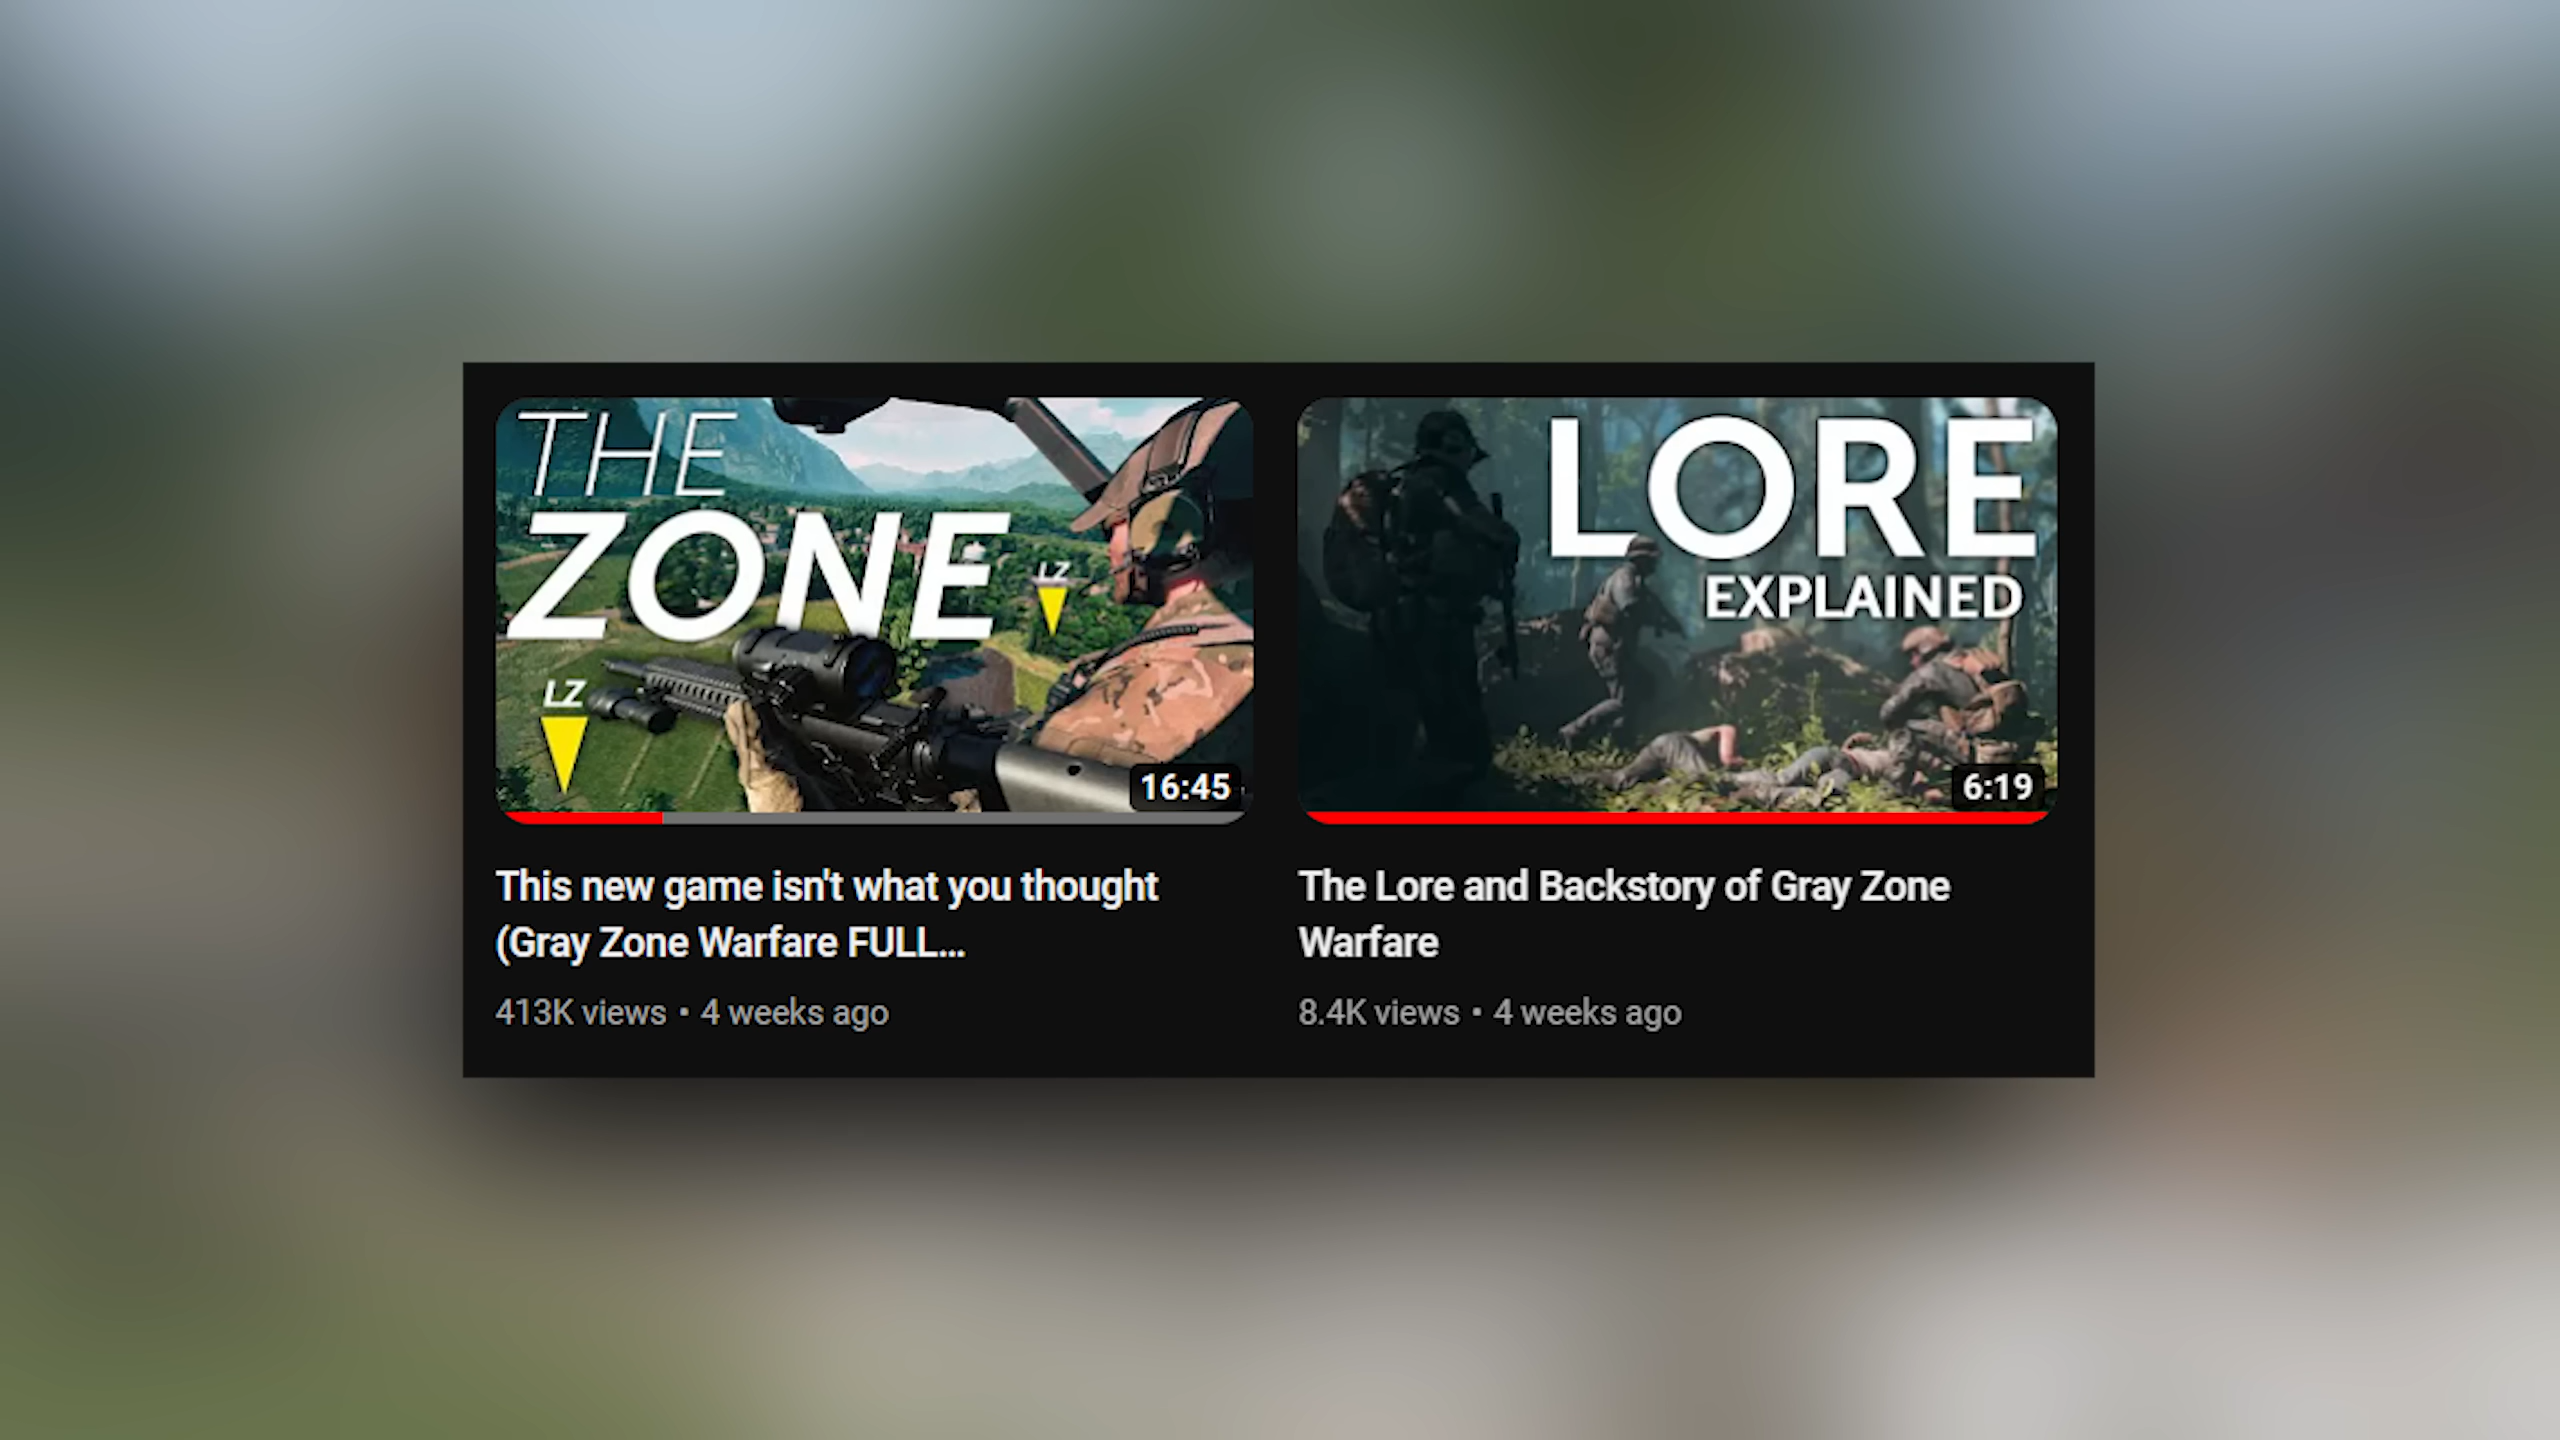 THE
ZONE
LZ
LZ
16:45
This new game isn't what you thought
(Gray Zone Warfare FULL...
413K views • 4 weeks ago
LORE
EXPLAINED
6:19
The Lore and Backstory of Gray Zone
Warfare
8.4K views • 4 weeks ago